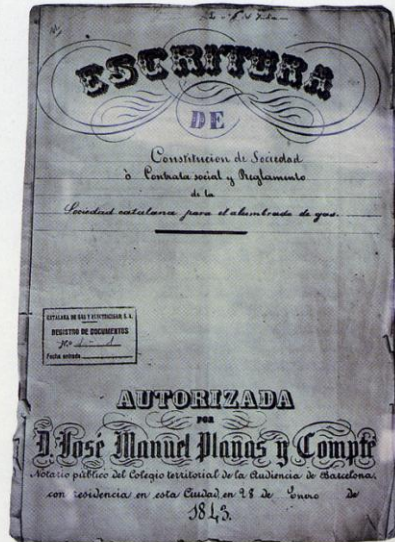 ESCRITURA
DE
Constitucion de Sociedad
ò Contrata social y Reglamento
de la
Sociedad catalana para el alumbrado de gas.
CATALANA DE GAS Y ELECTRICIDAD S. A.
REGISTRO DE DOCUMENTOS
Nº
Fecha entrada
AUTORIZADA
POR
D. José Manuel Planas y Compte
Notario público del Colegio territorial de la Audiencia de Barcelona,
con residencia en esta Ciudad, en 28 de Enero de
1843.